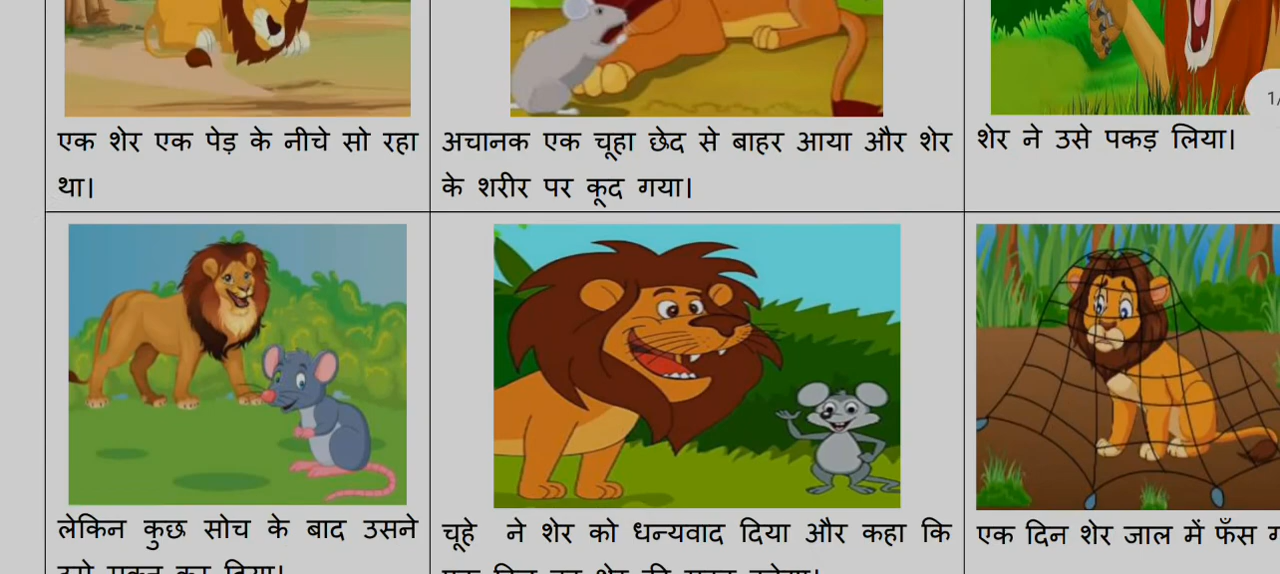 एक शेर एक पेड़ के नीचे सो रहा
था।
अचानक एक चूहा छेद से बाहर आया और शेर
के शरीर पर कूद गया।
शेर ने उसे पकड़ लिया।
1/
लेकिन कुछ सोच के बाद उसने
चूहे ने शेर को धन्यवाद दिया और कहा कि
एक दिन शेर जाल में फँस